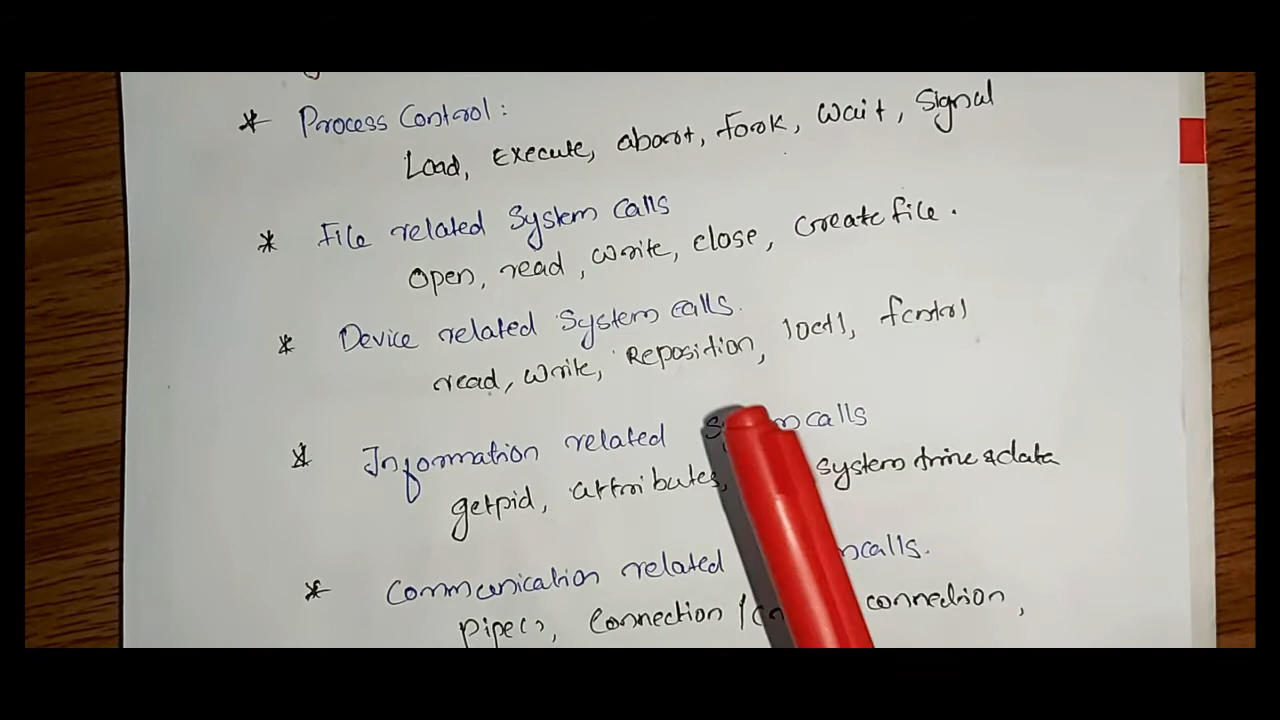 * Process Control:
Load, Execute, abort, fork, wait, Signal
* File related System calls
Open, read, write, close, create file.
* Device related System calls.
read, write, Reposition, ioctl, fcntrl
* Information related calls
getpid, attributes, system time & data
* Communication related calls.
pipe(), Connection connection,